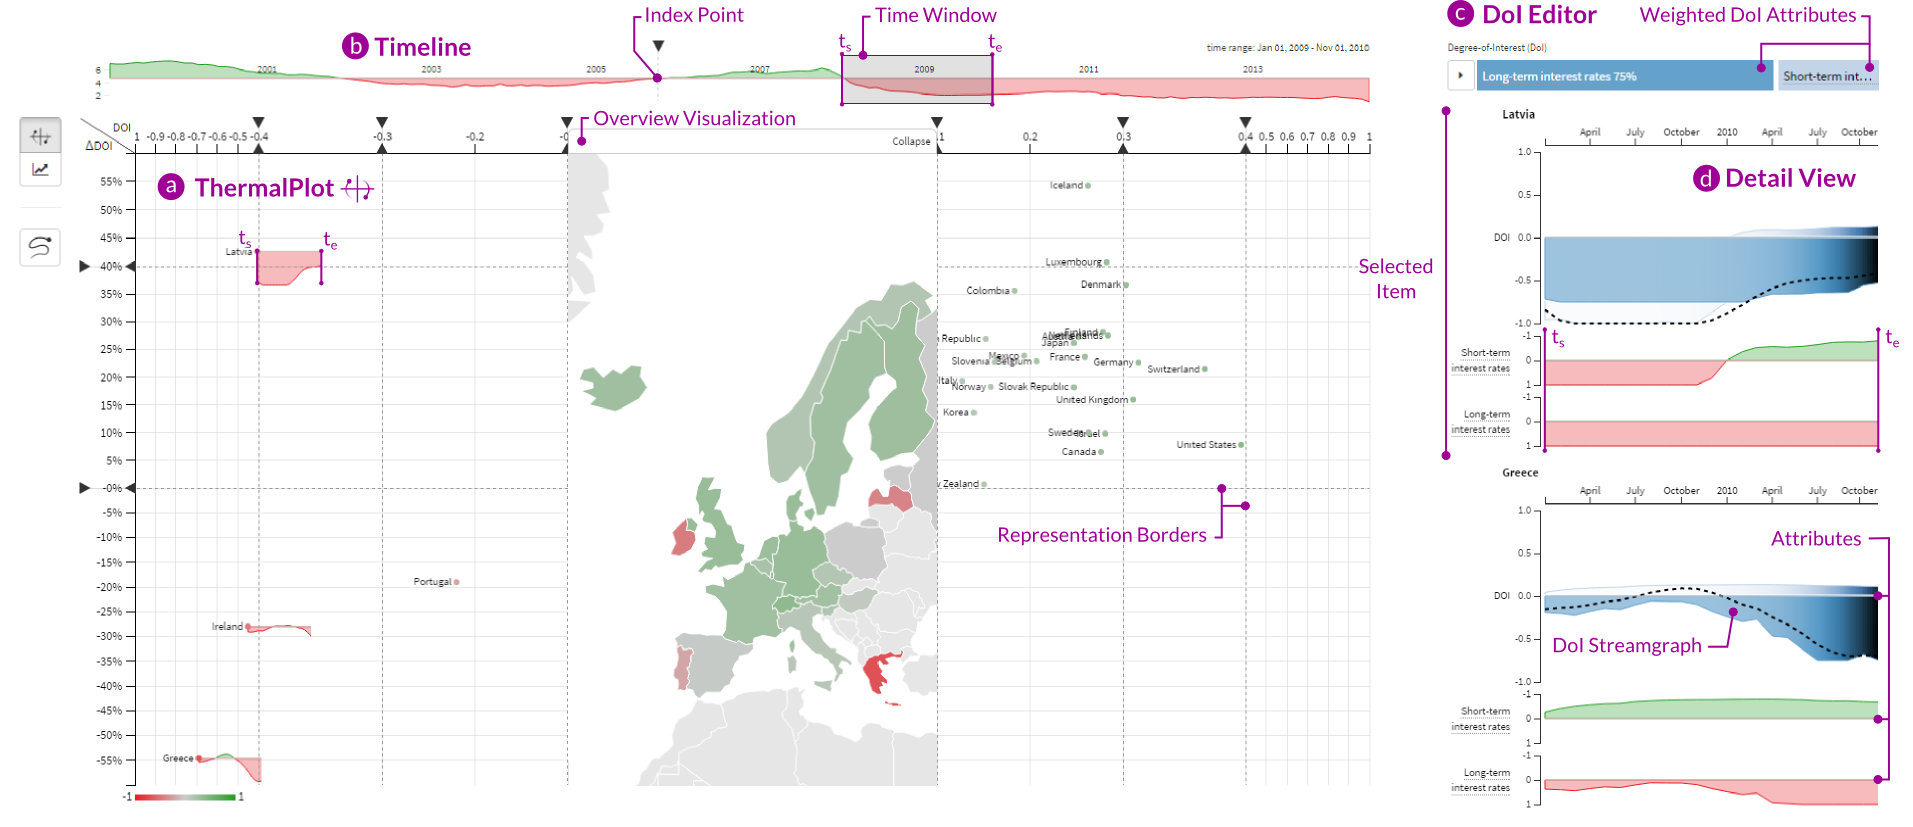 Index Point
Time Window
c DoI Editor
Weighted DoI Attributes
b Timeline
ts
te
time range: Jan 01, 2009 - Nov 01, 2010
Degree-of-Interest (DoI)
6
4
2
2001
2003
2005
2007
2009
2011
2013
Long-term interest rates 75%
Short-term int...
Overview Visualization
DOI
ΔDOI
1 -0.9 -0.8 -0.7 -0.6 -0.5 -0.4
-0.3
-0.2
Collapse
0.2
0.3
0.4 0.5 0.6 0.7 0.8 0.9 1
a ThermalPlot
55%
50%
45%
40%
35%
30%
25%
20%
15%
10%
5%
-0%
-5%
-10%
-15%
-20%
-25%
-30%
-35%
-40%
-45%
-50%
-55%
ts
te
Latvia
Portugal
Ireland
Greece
-1
1
Iceland
Luxembourg
Denmark
Colombia
Finland
Republic
Japan
Mexico
France
Slovenia
Belgium
Germany
Switzerland
Italy
Norway
Slovak Republic
United Kingdom
Korea
Sweden
Israel
United States
Canada
Zealand
Representation Borders
Selected
Item
Latvia
April
July
October
2010
April
July
October
d Detail View
1.0
0.5
DOI 0.0
-0.5
-1.0
ts
te
-1
Short-term
0
interest rates
1
-1
Long-term
0
interest rates
1
Greece
April
July
October
2010
April
July
October
1.0
Attributes
0.5
DOI 0.0
-0.5
DoI Streamgraph
-1.0
-1
Short-term
0
interest rates
1
-1
Long-term
0
interest rates
1